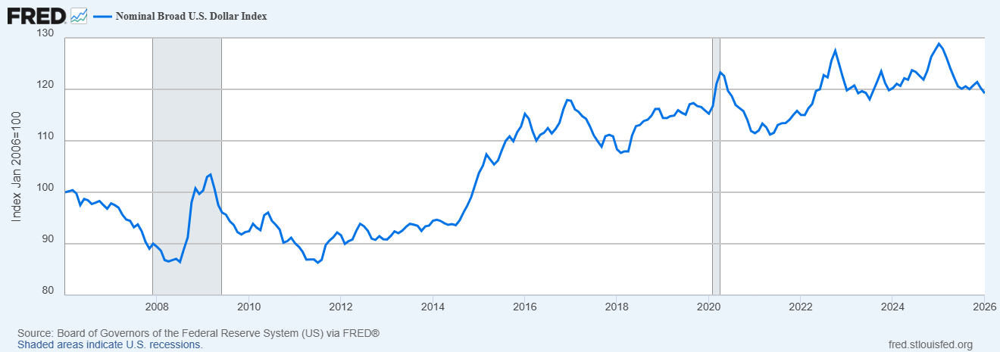 FRED
Nominal Broad U.S. Dollar Index
130
120
110
100
90
80
Index Jan 2006=100
2008
2010
2012
2014
2016
2018
2020
2022
2024
2026
Source: Board of Governors of the Federal Reserve System (US) via FRED®
Shaded areas indicate U.S. recessions.
fred.stlouisfed.org